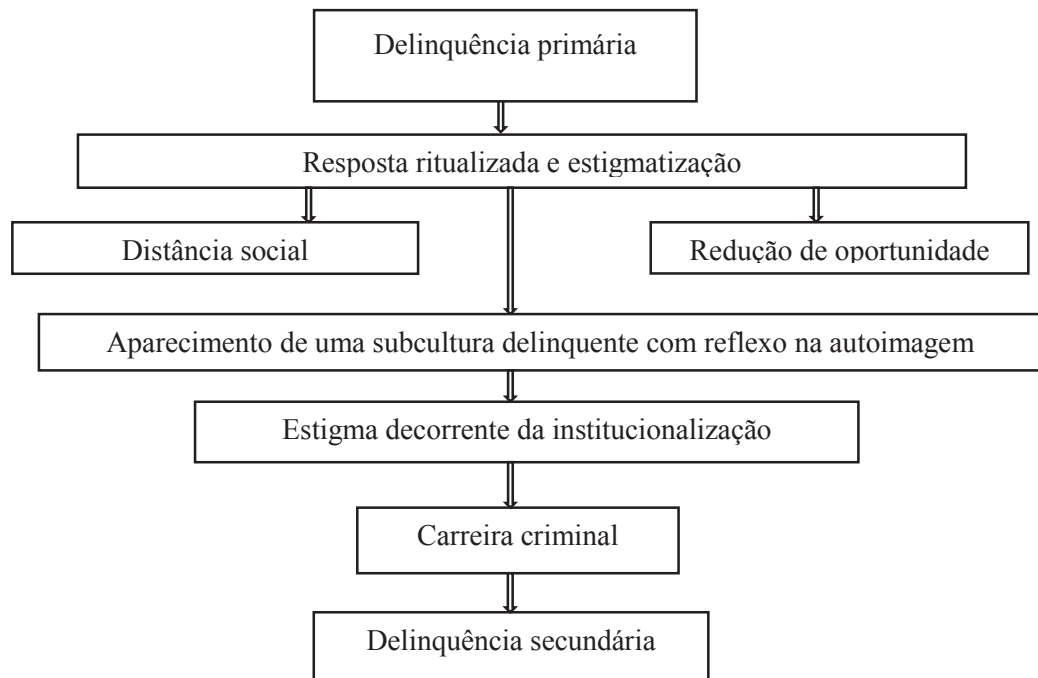 Delinquência primária
Resposta ritualizada e estigmatização
Distância social
Redução de oportunidade
Aparecimento de uma subcultura delinquente com reflexo na autoimagem
Estigma decorrente da institucionalização
Carreira criminal
Delinquência secundária